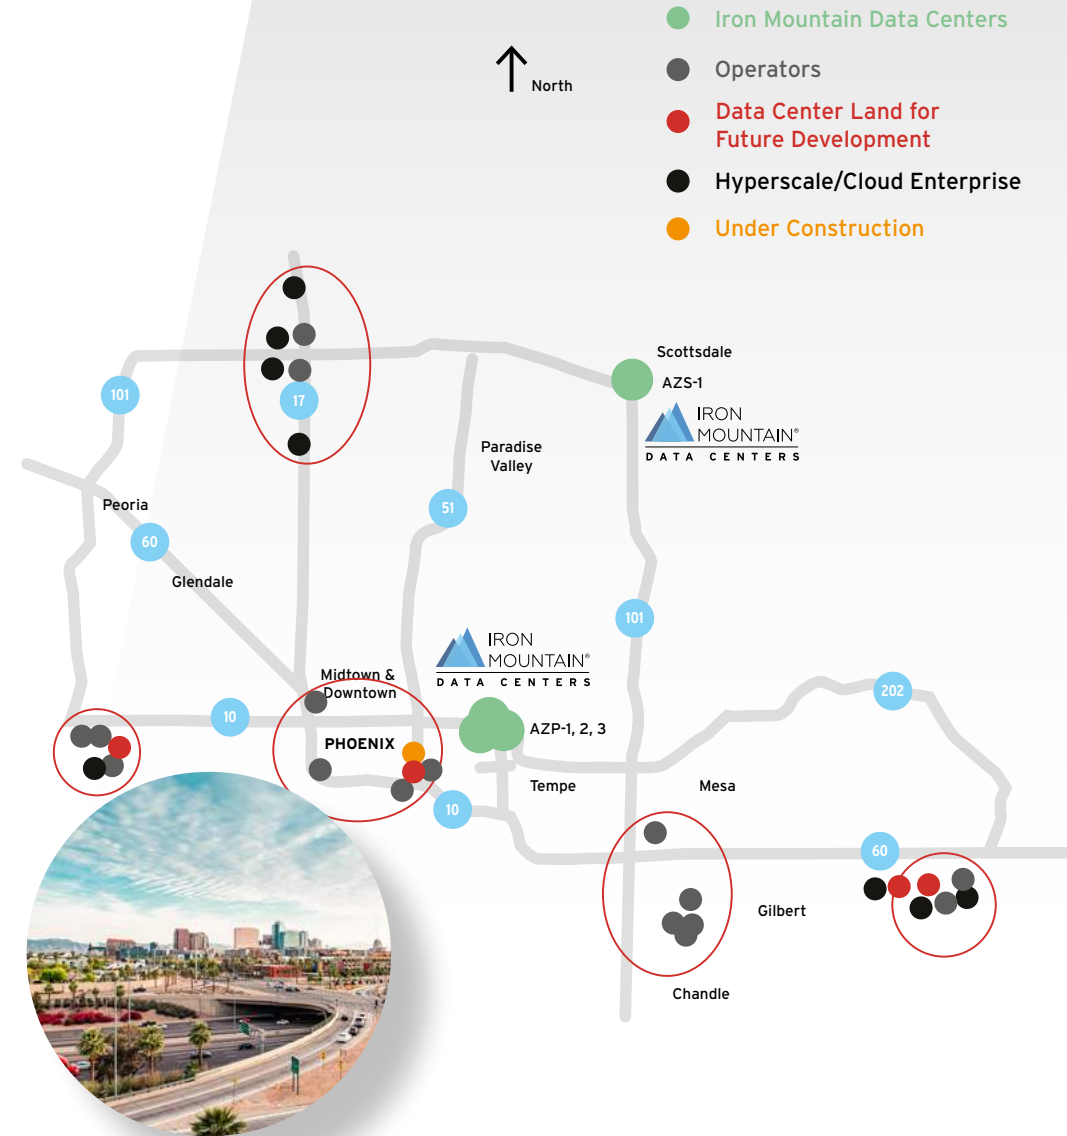 Iron Mountain Data Centers
North
Operators
Data Center Land for
Future Development
Hyperscale/Cloud Enterprise
Under Construction
Scottsdale
AZS-1
101
17
IRON
MOUNTAIN®
DATA CENTERS
Paradise
Valley
Peoria
51
60
Glendale
101
IRON
MOUNTAIN®
DATA CENTERS
Midtown &
Downtown
202
10
AZP-1, 2, 3
PHOENIX
Tempe
Mesa
10
60
Gilbert
Chandle